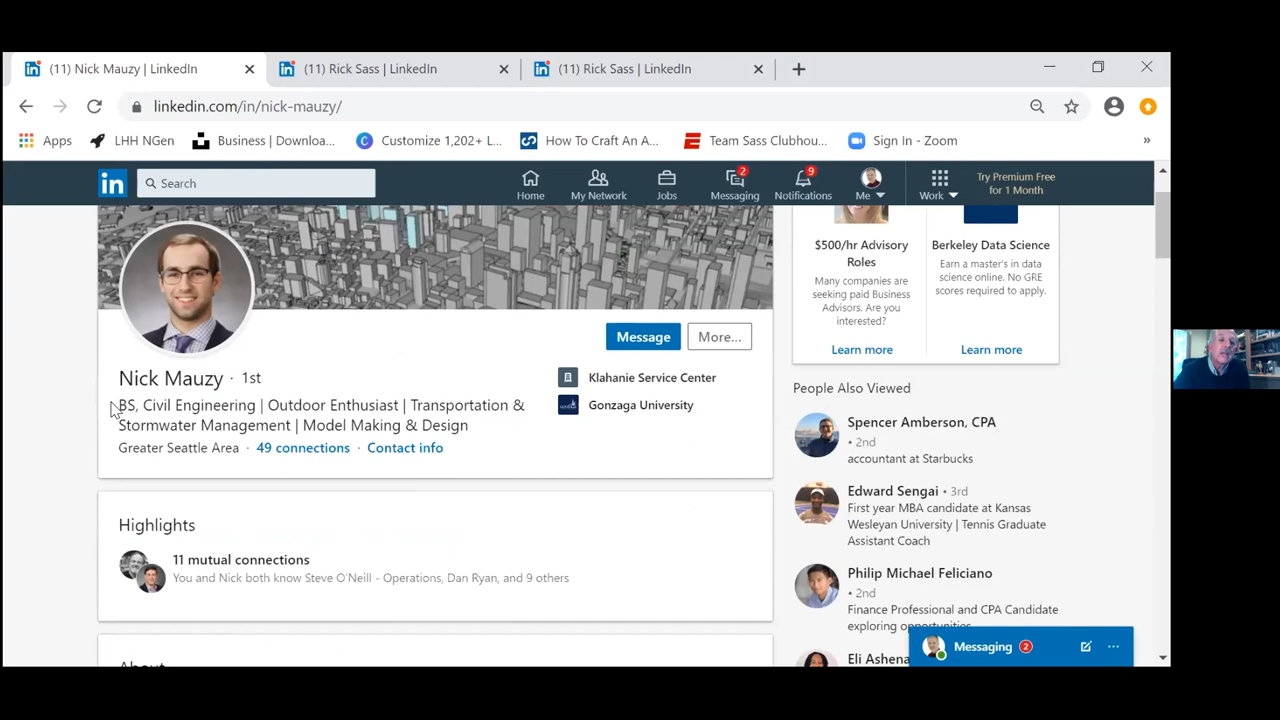 (11) Nick Mauzy | LinkedIn
(11) Rick Sass | LinkedIn
(11) Rick Sass | LinkedIn
linkedin.com/in/nick-mauzy/
Apps
LHH NGen
Business | Downloa...
Customize 1,202+ L...
How To Craft An A...
Team Sass Clubhou...
Sign In - Zoom
»
in
Search
Home
My Network
Jobs
2
Messaging
9
Notifications
Me
Work
Try Premium Free
for 1 Month
Message
More...
Nick Mauzy · 1st
BS, Civil Engineering | Outdoor Enthusiast | Transportation &
Stormwater Management | Model Making & Design
Greater Seattle Area · 49 connections · Contact info
Klahanie Service Center
Gonzaga University
Highlights
11 mutual connections
You and Nick both know Steve O'Neill - Operations, Dan Ryan, and 9 others
About
$500/hr Advisory
Roles
Many companies are
seeking paid Business
Advisors. Are you
interested?
Learn more
Berkeley Data Science
Earn a master's in data
science online. No GRE
scores required to apply.
Learn more
People Also Viewed
Spencer Amberson, CPA
• 2nd
accountant at Starbucks
Edward Sengai • 3rd
First year MBA candidate at Kansas
Wesleyan University | Tennis Graduate
Assistant Coach
Philip Michael Feliciano
• 2nd
Finance Professional and CPA Candidate
exploring opportunities
Eli Ashena
Messaging 2